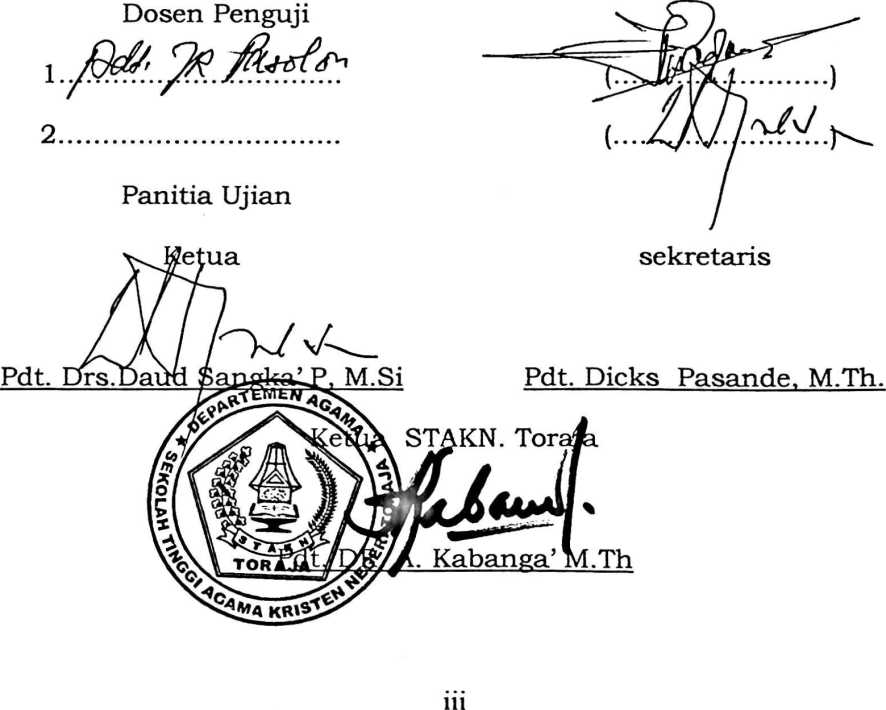 Dosen Penguji
1. Pdt. JR Pasolon (..............................)
2. .............................. (..............................)
Panitia Ujian
Ketua sekretaris
Pdt. Drs.Daud Sangka' P, M.Si Pdt. Dicks Pasande, M.Th.
DEPARTEMEN AGAMA
SEKOLAH TINGGI AGAMA KRISTEN NEGERI TORAJA
STAKN
TORAJA
Ketua STAKN. Toraja
Pdt. A. Kabanga' M.Th
iii